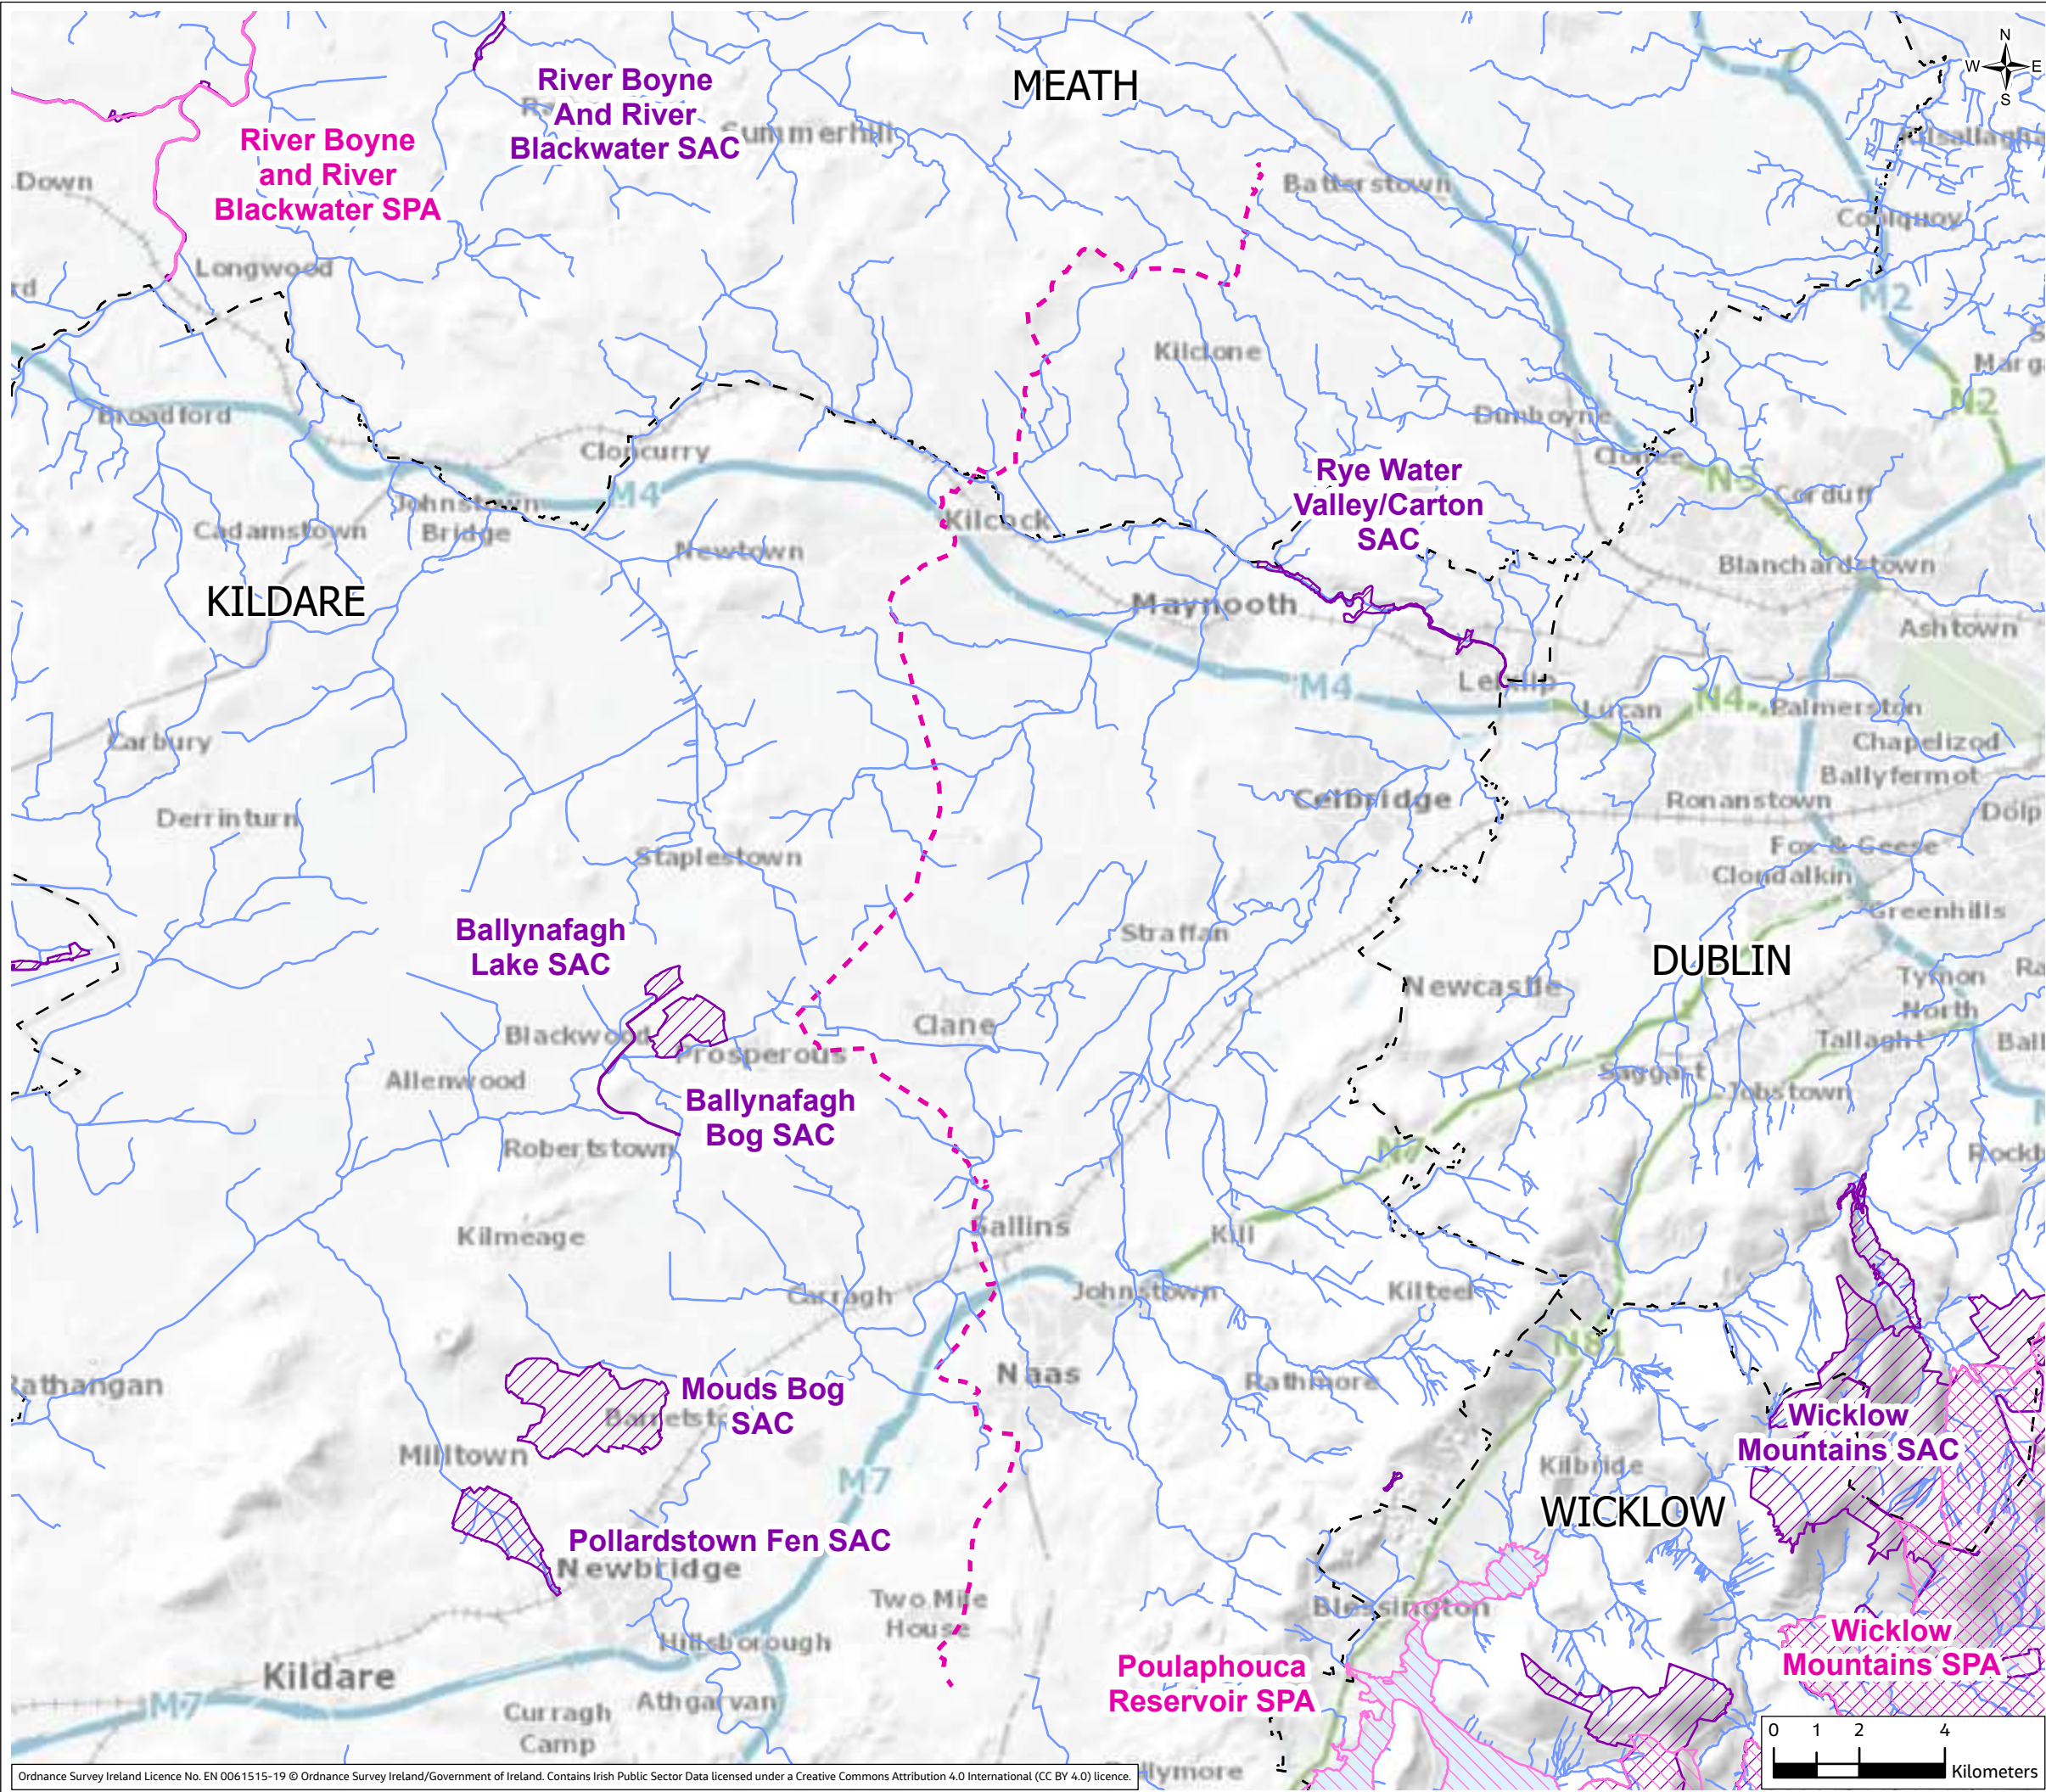 N
W E
S
MEATH
River Boyne
And River
Blackwater SAC
Summerhill
River Boyne
and River
Blackwater SPA
Batterstown
Coolquoy
Longwood
M2
Kilclone
N2
Broadford
Dunboyne
Cloncurry
Rye Water
Valley/Carton
SAC
N3
Corduff
M4
Johnstown
Bridge
Cadamstown
Kilcock
Newtown
Blanchardstown
KILDARE
Maynooth
Ashtown
M4
Leixlip
Lucan
N4
Palmerston
Carbury
Chapelizod
Ballyfermot
Celbridge
Ronanstown
Derrinturn
Fox & Geese
Staplestown
Clondalkin
Greenhills
Ballynafagh
Lake SAC
Straffan
DUBLIN
Newcastle
Tymon
North
Clane
Blackwood
Prosperous
Tallaght
Saggart
Allenwood
Jobstown
Ballynafagh
Bog SAC
Robertstown
N7
Sallins
Kill
Kilmeage
Carragh
Johnstown
Kilteel
N81
Naas
Rathangan
Rathmore
Mouds Bog
SAC
Wicklow
Mountains SAC
Milltown
Kilbride
M7
WICKLOW
Pollardstown Fen SAC
Newbridge
Two Mile
House
Blessington
Hillsborough
Wicklow
Mountains SPA
Kildare
Poulaphouca
Reservoir SPA
M7
Athgarvan
Curragh
Camp
0 1 2 4
Kilometers
Ordnance Survey Ireland Licence No. EN 0061515-19 © Ordnance Survey Ireland/Government of Ireland. Contains Irish Public Sector Data licensed under a Creative Commons Attribution 4.0 International (CC BY 4.0) licence.